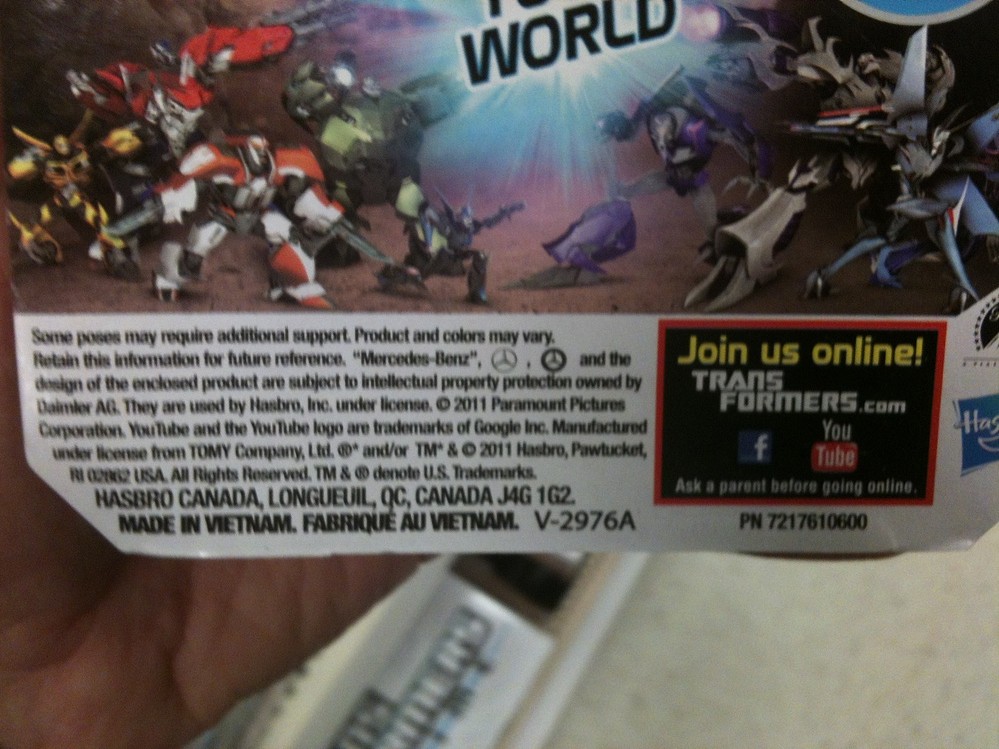 WORLD
Some poses may require additional support. Product and colors may vary.
Retain this information for future reference. "Mercedes-Benz", , and the
design of the enclosed product are subject to intellectual property protection owned by
Daimler AG. They are used by Hasbro, Inc. under license. © 2011 Paramount Pictures
Corporation. YouTube and the YouTube logo are trademarks of Google Inc. Manufactured
under license from TOMY Company, Ltd. ®* and/or TM* & © 2011 Hasbro, Pawtucket,
RI 02862 USA. All Rights Reserved. TM & ® denote U.S. Trademarks.
HASBRO CANADA, LONGUEUIL, QC, CANADA J4G 1G2.
MADE IN VIETNAM. FABRIQUÉ AU VIETNAM. V-2976A
Join us online!
TRANS
FORMERS.com
f
You
Tube
Ask a parent before going online.
PN 7217610600
Has